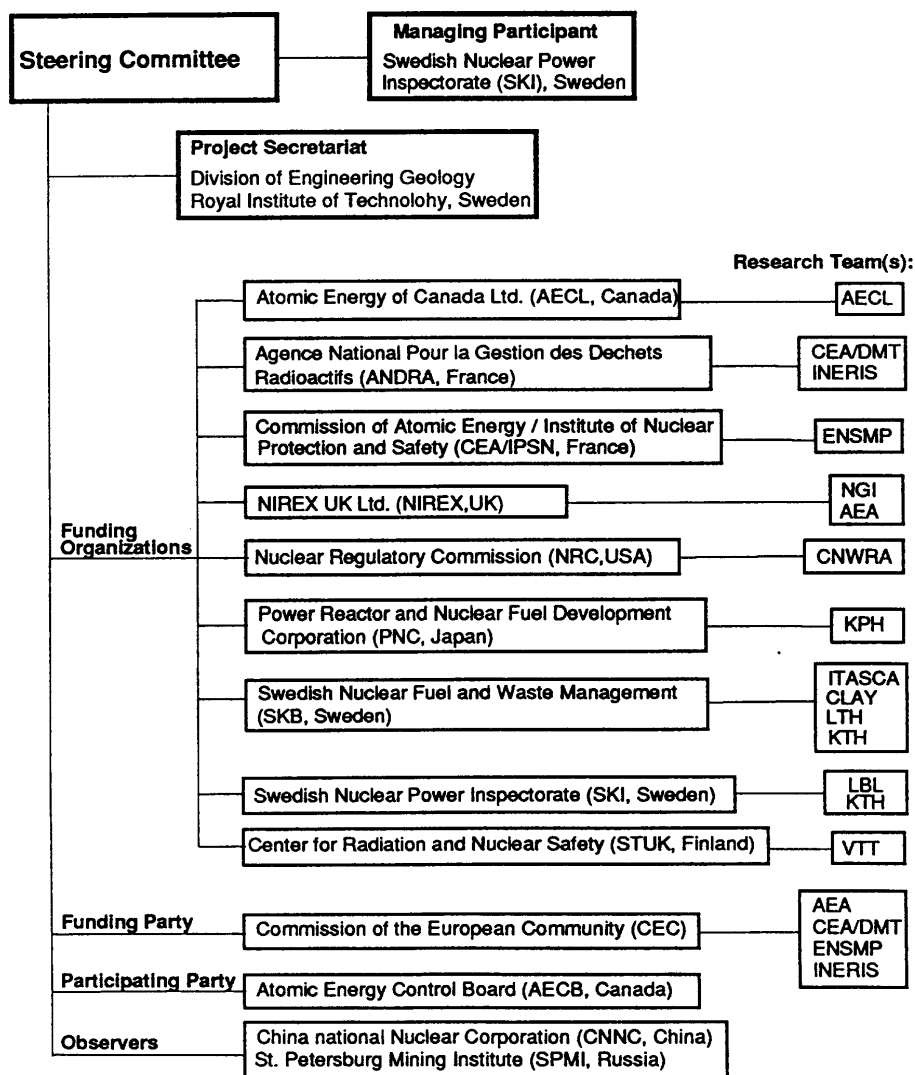 Steering Committee
Managing Participant
Swedish Nuclear Power
Inspectorate (SKI), Sweden
Project Secretariat
Division of Engineering Geology
Royal Institute of Technolohy, Sweden
Research Team(s):
Funding
Organizations
Atomic Energy of Canada Ltd. (AECL, Canada)
AECL
Agence National Pour la Gestion des Dechets
Radioactifs (ANDRA, France)
CEA/DMT
INERIS
Commission of Atomic Energy / Institute of Nuclear
Protection and Safety (CEA/IPSN, France)
ENSMP
NIREX UK Ltd. (NIREX,UK)
NGI
AEA
Nuclear Regulatory Commission (NRC,USA)
CNWRA
Power Reactor and Nuclear Fuel Development
Corporation (PNC, Japan)
KPH
Swedish Nuclear Fuel and Waste Management
(SKB, Sweden)
ITASCA
CLAY
LTH
KTH
Swedish Nuclear Power Inspectorate (SKI, Sweden)
LBL
KTH
Center for Radiation and Nuclear Safety (STUK, Finland)
VTT
Funding Party
Commission of the European Community (CEC)
AEA
CEA/DMT
ENSMP
INERIS
Participating Party
Atomic Energy Control Board (AECB, Canada)
Observers
China national Nuclear Corporation (CNNC, China)
St. Petersburg Mining Institute (SPMI, Russia)